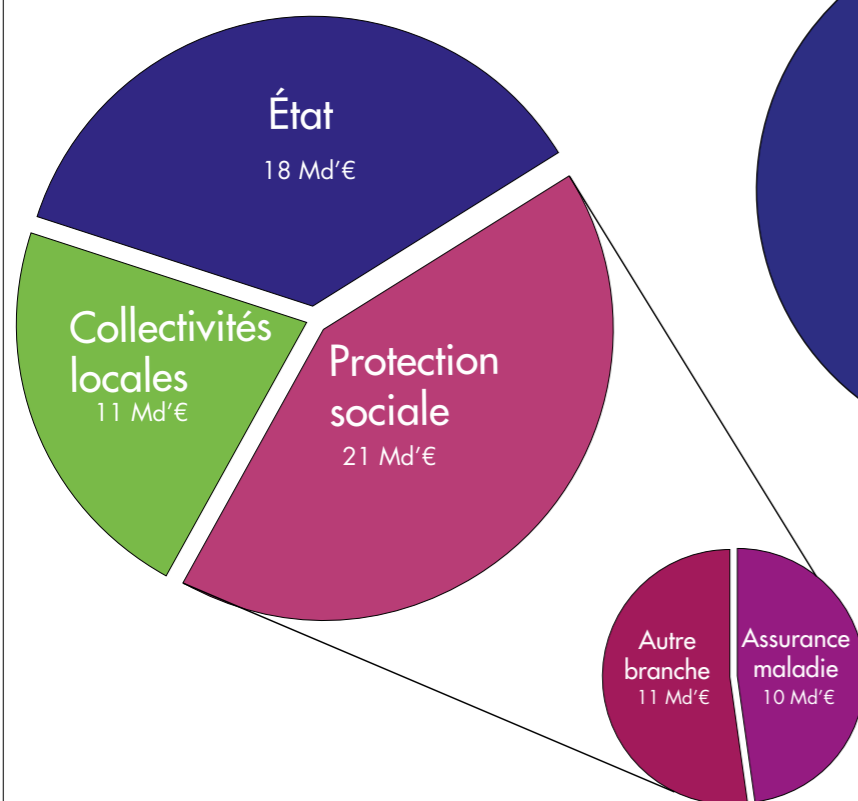 État
18 Md'€
Collectivités
locales
11 Md'€
Protection
sociale
21 Md'€
Autre
branche
11 Md'€
Assurance
maladie
10 Md'€